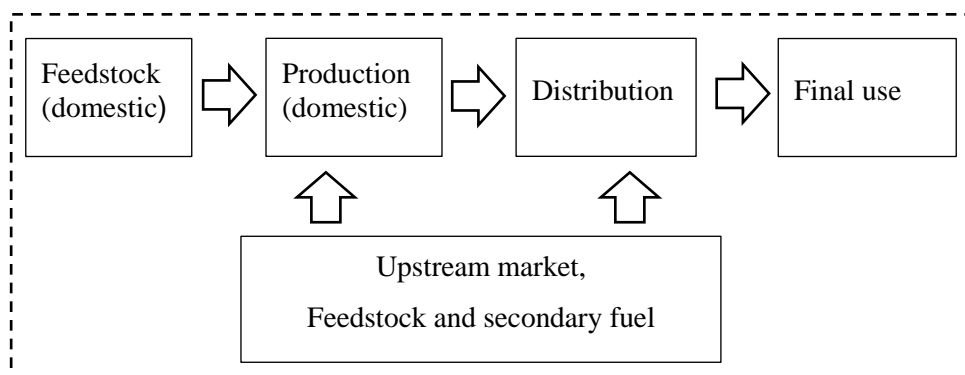 Feedstock
(domestic)
Production
(domestic)
Distribution
Final use
Upstream market,
Feedstock and secondary fuel